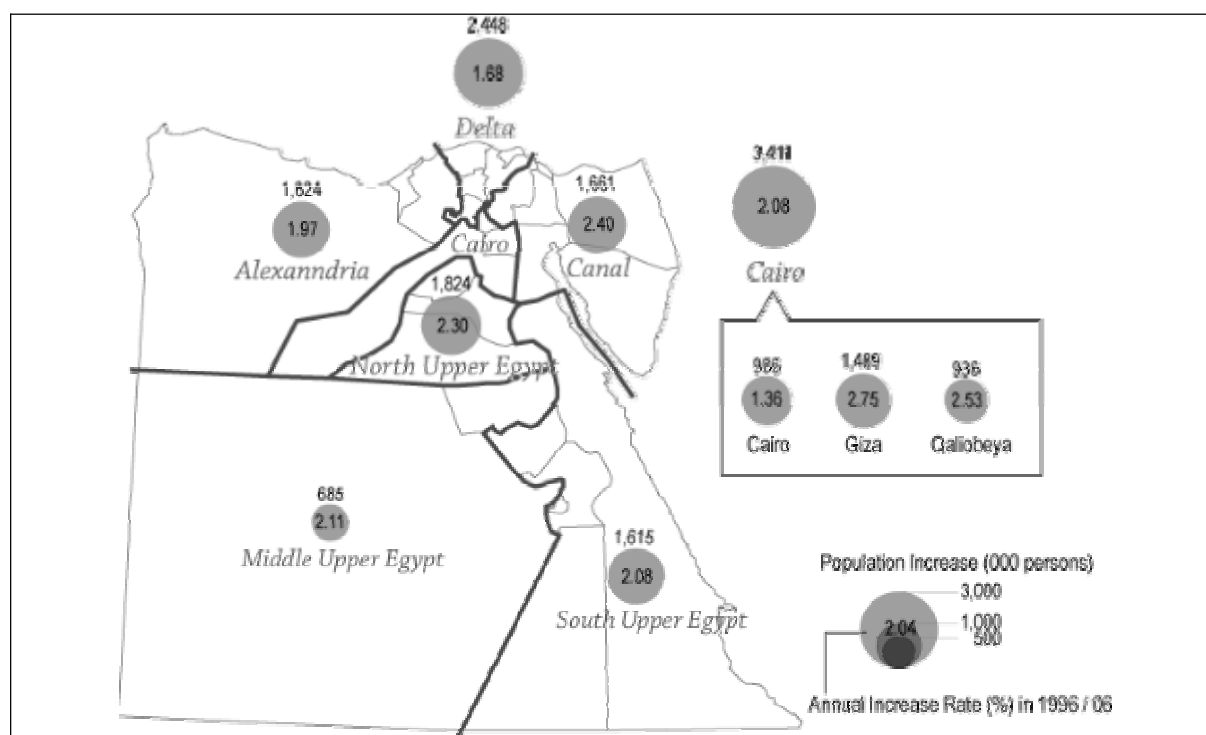 2,448
1.68
Delta
3,411
2.08
Cairo
1,624
1.97
Alexanndria
1,661
2.40
Canal
Cairo
1,824
2.30
North Upper Egypt
986
1.36
Cairo
1,489
2.75
Giza
936
2.53
Qaliobeya
685
2.11
Middle Upper Egypt
1,615
2.08
South Upper Egypt
Population Increase (000 persons)
3,000
1,000
500
2.04
Annual Increase Rate (%) in 1996 / 06